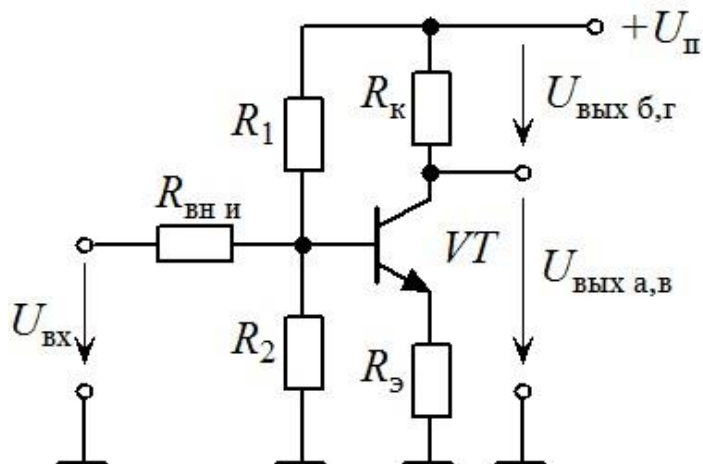 +Uп
Rк
Uвых б,г
R1
Rвн и
VT
Uвых а,в
Uвх
R2
Rэ